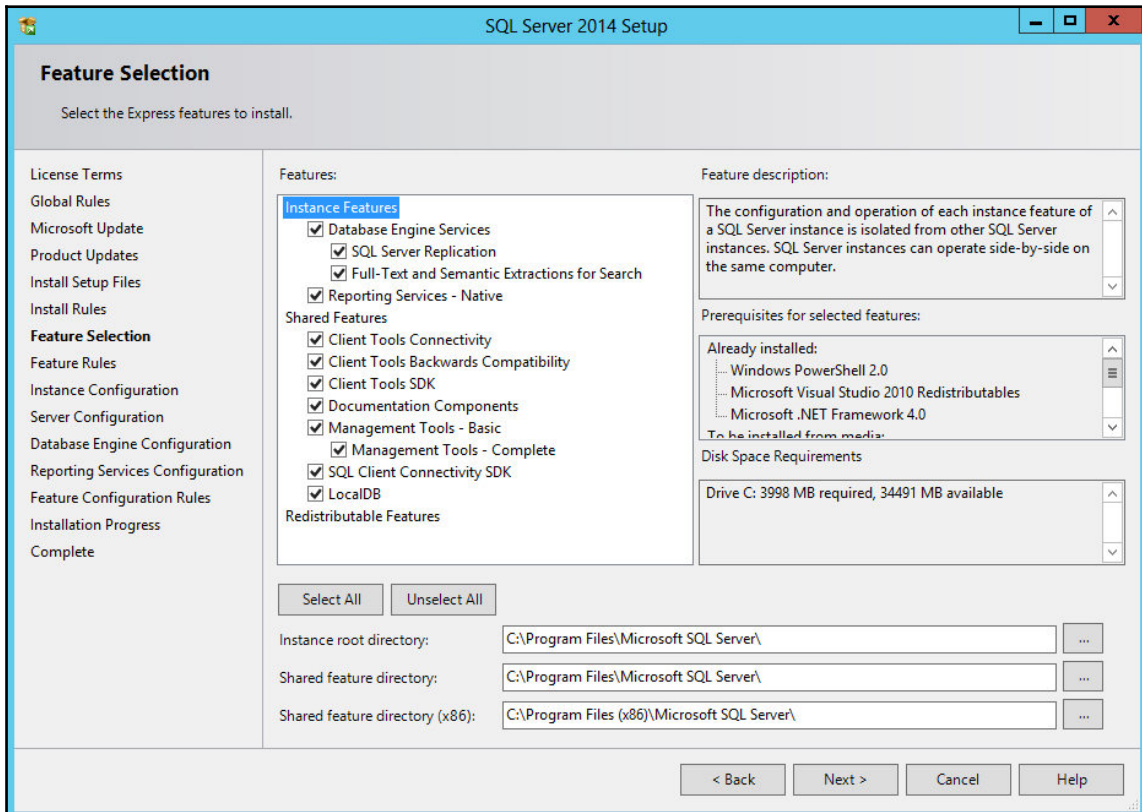 SQL Server 2014 Setup
Feature Selection
Select the Express features to install.
License Terms
Global Rules
Microsoft Update
Product Updates
Install Setup Files
Install Rules
Feature Selection
Feature Rules
Instance Configuration
Server Configuration
Database Engine Configuration
Reporting Services Configuration
Feature Configuration Rules
Installation Progress
Complete
Features:
Instance Features
Database Engine Services
SQL Server Replication
Full-Text and Semantic Extractions for Search
Reporting Services - Native
Shared Features
Client Tools Connectivity
Client Tools Backwards Compatibility
Client Tools SDK
Documentation Components
Management Tools - Basic
Management Tools - Complete
SQL Client Connectivity SDK
LocalDB
Redistributable Features
Feature description:
The configuration and operation of each instance feature of
a SQL Server instance is isolated from other SQL Server
instances. SQL Server instances can operate side-by-side on
the same computer.
Prerequisites for selected features:
Already installed:
Windows PowerShell 2.0
Microsoft Visual Studio 2010 Redistributables
Microsoft .NET Framework 4.0
To be installed from media:
Disk Space Requirements
Drive C: 3998 MB required, 34491 MB available
Select All
Unselect All
Instance root directory:
C:\Program Files\Microsoft SQL Server\
...
Shared feature directory:
C:\Program Files\Microsoft SQL Server\
...
Shared feature directory (x86):
C:\Program Files (x86)\Microsoft SQL Server\
...
< Back
Next >
Cancel
Help